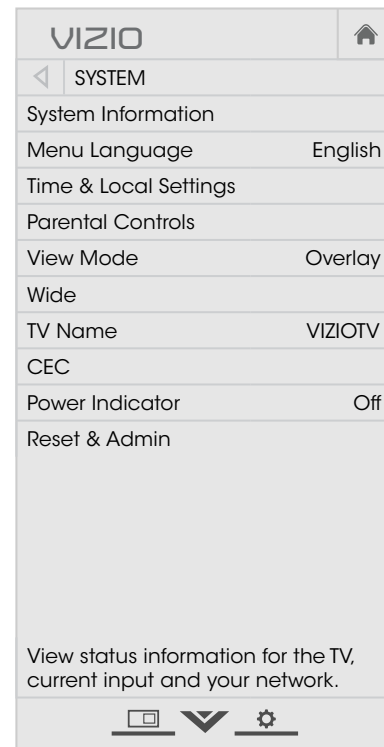 VIZIO
SYSTEM
System Information
Menu Language English
Time & Local Settings
Parental Controls
View Mode Overlay
Wide
TV Name VIZIOTV
CEC
Power Indicator Off
Reset & Admin
View status information for the TV,
current input and your network.